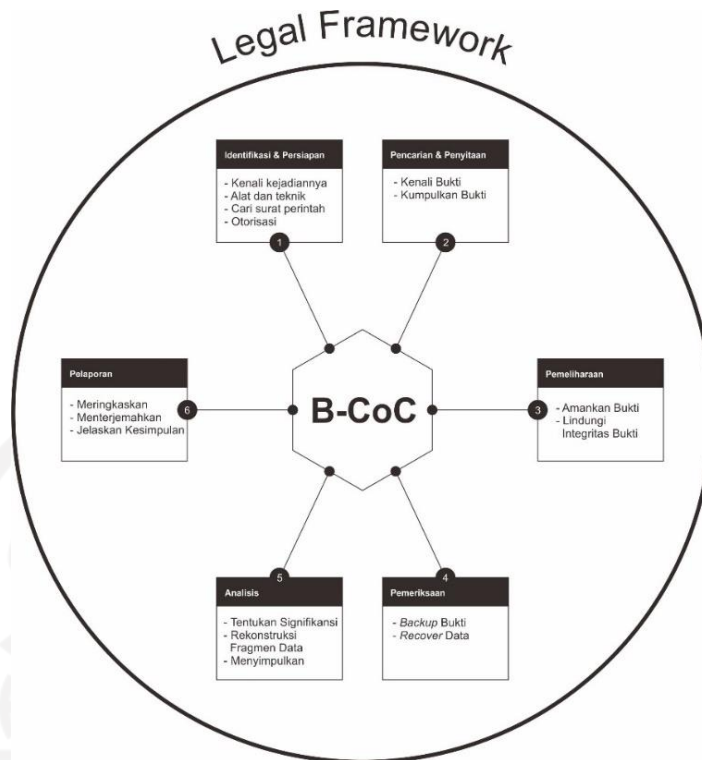 Legal Framework
Identifikasi & Persiapan
- Kenali kejadiannya
- Alat dan teknik
- Cari surat perintah
- Otorisasi
1
Pencarian & Penyitaan
- Kenali Bukti
- Kumpulkan Bukti
2
Pemeliharaan
- Amankan Bukti
- Lindungi
Integritas Bukti
3
Pemeriksaan
- Backup Bukti
- Recover Data
4
Analisis
- Tentukan Signifikansi
- Rekonstruksi
Fragmen Data
- Menyimpulkan
5
Pelaporan
- Meringkaskan
- Menterjemahkan
- Jelaskan Kesimpulan
6
B-CoC